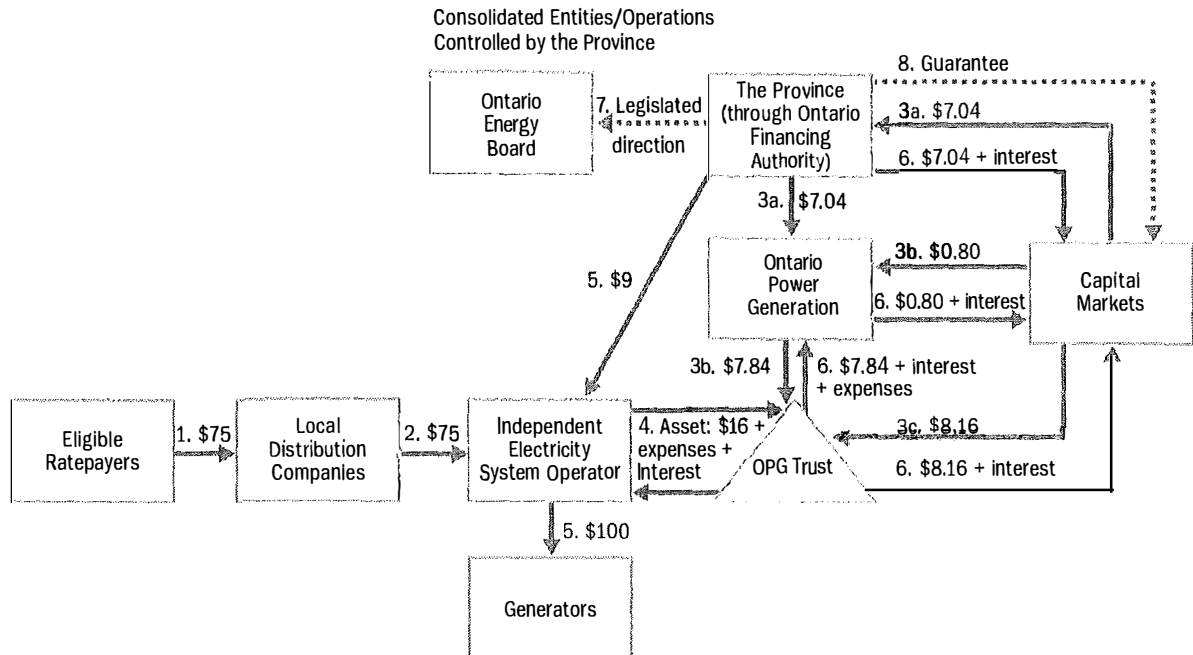 Consolidated Entities/Operations
Controlled by the Province
8. Guarantee
Ontario
Energy
Board
7. Legislated
direction
The Province
(through Ontario
Financing
Authority)
3a. $7.04
6. $7.04 + interest
3a. $7.04
5. $9
Ontario
Power
Generation
3b. $0.80
6. $0.80 + interest
Capital
Markets
3b. $7.84
6. $7.84 + interest
+ expenses
Eligible
Ratepayers
1. $75
Local
Distribution
Companies
2. $75
Independent
Electricity
System Operator
4. Asset: $16 +
expenses +
Interest
OPG Trust
3c. $8.16
6. $8.16 + interest
5. $100
Generators